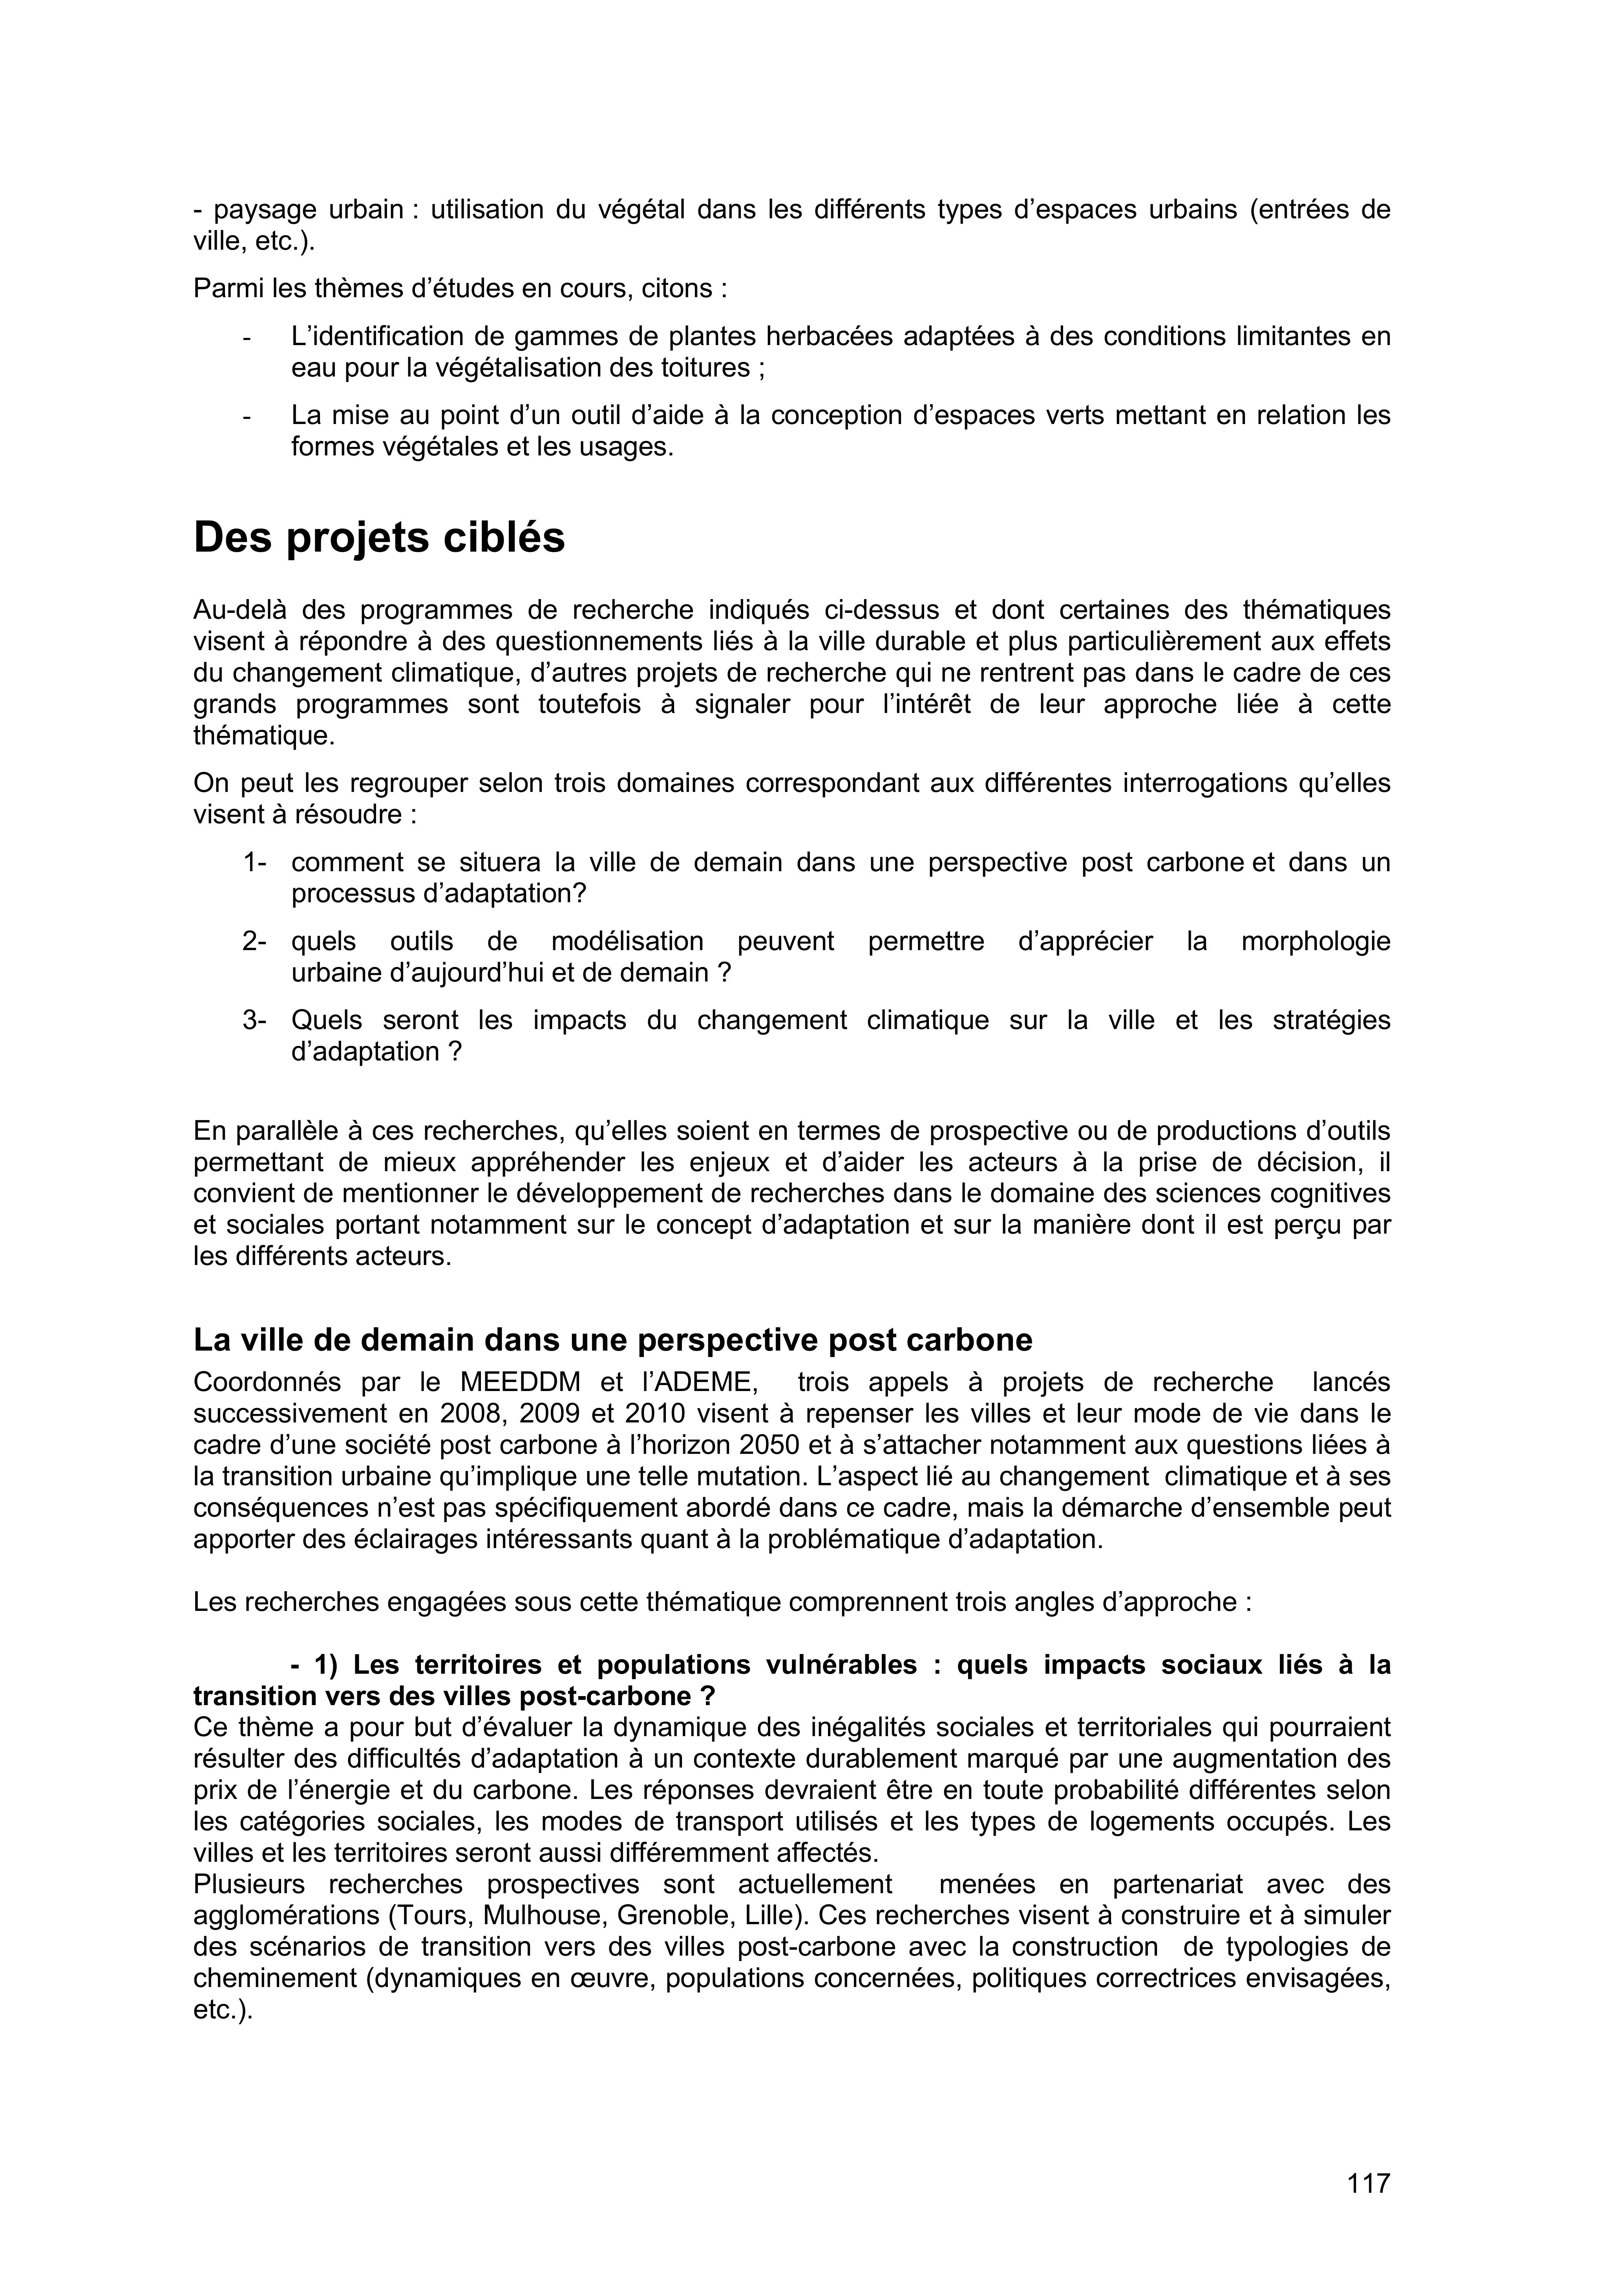 - paysage urbain : utilisation du végétal dans les différents types d’espaces urbains (entrées de
ville, etc.).
Parmi les thèmes d’études en cours, citons :
- L’identification de gammes de plantes herbacées adaptées à des conditions limitantes en
eau pour la végétalisation des toitures ;
- La mise au point d’un outil d’aide à la conception d’espaces verts mettant en relation les
formes végétales et les usages.
Des projets ciblés
Au-delà des programmes de recherche indiqués ci-dessus et dont certaines des thématiques
visent à répondre à des questionnements liés à la ville durable et plus particulièrement aux effets
du changement climatique, d’autres projets de recherche qui ne rentrent pas dans le cadre de ces
grands programmes sont toutefois à signaler pour l’intérêt de leur approche liée à cette
thématique.
On peut les regrouper selon trois domaines correspondant aux différentes interrogations qu’elles
visent à résoudre :
1- comment se situera la ville de demain dans une perspective post carbone et dans un
processus d’adaptation?
2- quels outils de modélisation peuvent permettre d’apprécier la morphologie
urbaine d’aujourd’hui et de demain ?
3- Quels seront les impacts du changement climatique sur la ville et les stratégies
d’adaptation ?
En parallèle à ces recherches, qu’elles soient en termes de prospective ou de productions d’outils
permettant de mieux appréhender les enjeux et d’aider les acteurs à la prise de décision, il
convient de mentionner le développement de recherches dans le domaine des sciences cognitives
et sociales portant notamment sur le concept d’adaptation et sur la manière dont il est perçu par
les différents acteurs.
La ville de demain dans une perspective post carbone
Coordonnés par le MEEDDM et l’ADEME, trois appels à projets de recherche lancés
successivement en 2008, 2009 et 2010 visent à repenser les villes et leur mode de vie dans le
cadre d’une société post carbone à l’horizon 2050 et à s’attacher notamment aux questions liées à
la transition urbaine qu’implique une telle mutation. L’aspect lié au changement climatique et à ses
conséquences n’est pas spécifiquement abordé dans ce cadre, mais la démarche d’ensemble peut
apporter des éclairages intéressants quant à la problématique d’adaptation.
Les recherches engagées sous cette thématique comprennent trois angles d’approche :
- 1) Les territoires et populations vulnérables : quels impacts sociaux liés à la
transition vers des villes post-carbone ?
Ce thème a pour but d’évaluer la dynamique des inégalités sociales et territoriales qui pourraient
résulter des difficultés d’adaptation à un contexte durablement marqué par une augmentation des
prix de l’énergie et du carbone. Les réponses devraient être en toute probabilité différentes selon
les catégories sociales, les modes de transport utilisés et les types de logements occupés. Les
villes et les territoires seront aussi différemment affectés.
Plusieurs recherches prospectives sont actuellement menées en partenariat avec des
agglomérations (Tours, Mulhouse, Grenoble, Lille). Ces recherches visent à construire et à simuler
des scénarios de transition vers des villes post-carbone avec la construction de typologies de
cheminement (dynamiques en œuvre, populations concernées, politiques correctrices envisagées,
etc.).
117